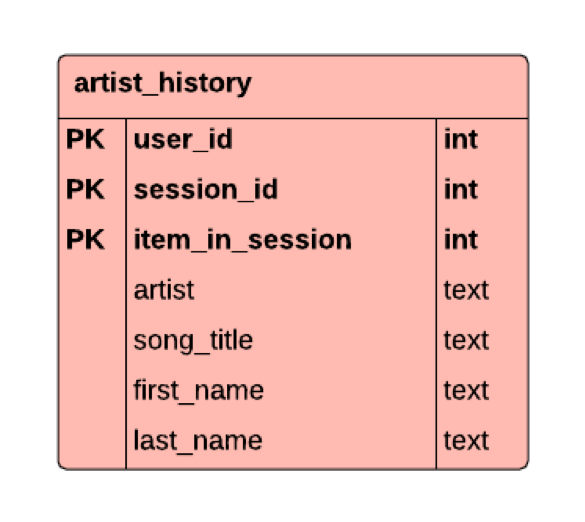 artist_history
PK user_id int
PK session_id int
PK item_in_session int
artist text
song_title text
first_name text
last_name text